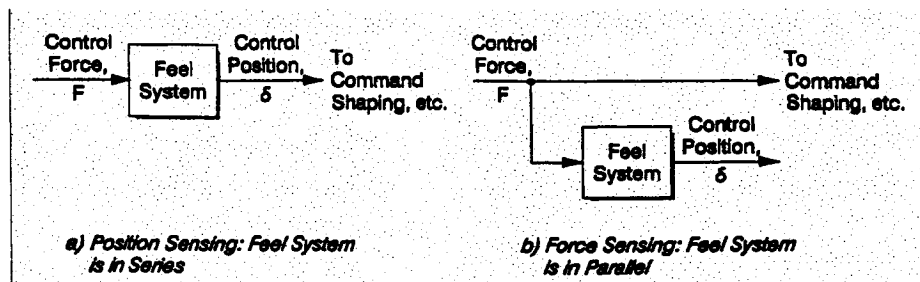 Control
Force,
F
Feel
System
Control
Position,
δ
To
Command
Shaping, etc.
a) Position Sensing: Feel System
is in Series
Control
Force,
F
To
Command
Shaping, etc.
Feel
System
Control
Position,
δ
b) Force Sensing: Feel System
is in Parallel